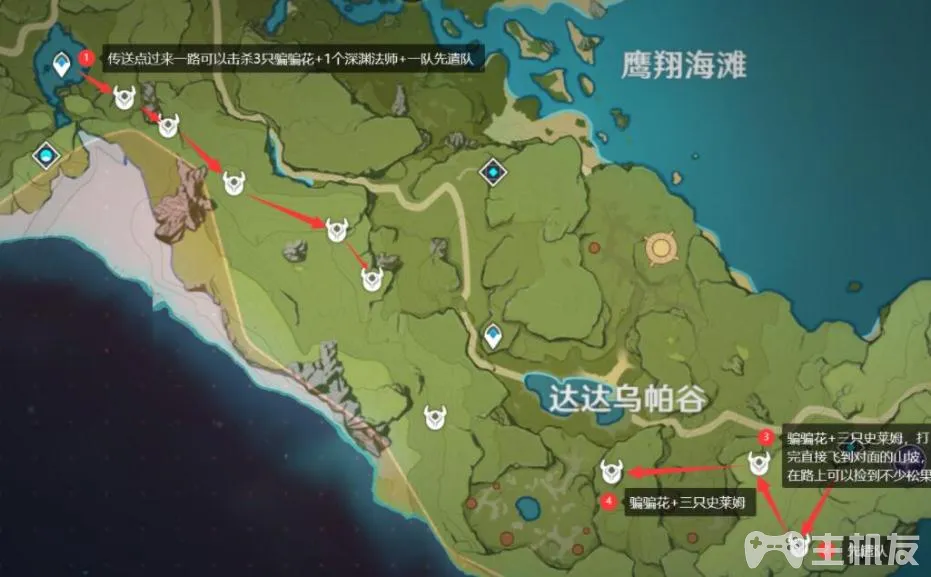 1
传送点过来一路可以击杀3只骗骗花+1个深渊法师+一队先遣队
鹰翔海滩
达达乌帕谷
3
骗骗花+三只史莱姆，打
完直接飞到对面的山坡，
在路上可以捡到不少松果
4
骗骗花+三只史莱姆
先遣队
主机友